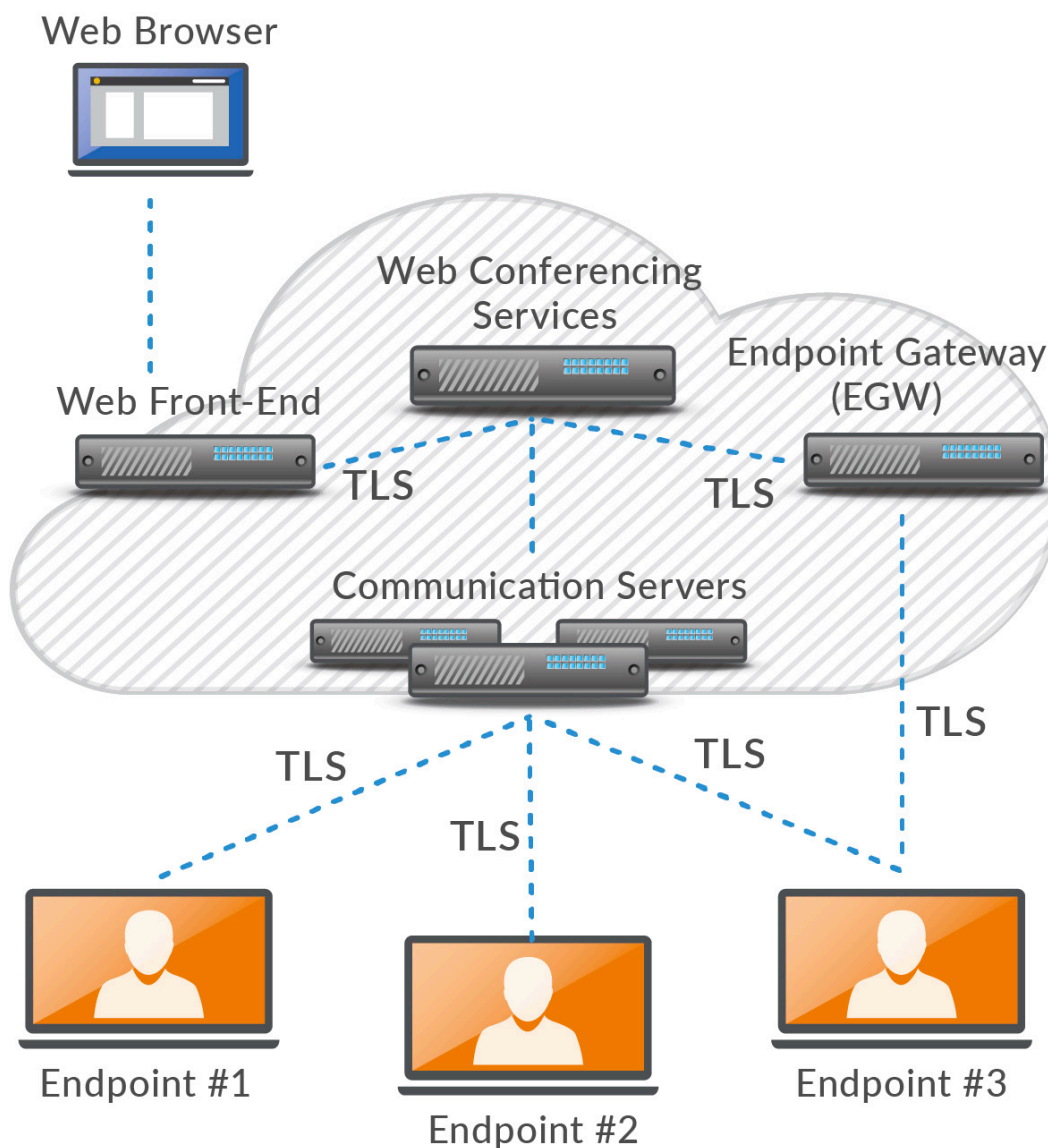 Web Browser
Web Conferencing
Services
Endpoint Gateway
(EGW)
Web Front-End
TLS
TLS
Communication Servers
TLS
TLS
TLS
TLS
Endpoint #1
Endpoint #2
Endpoint #3